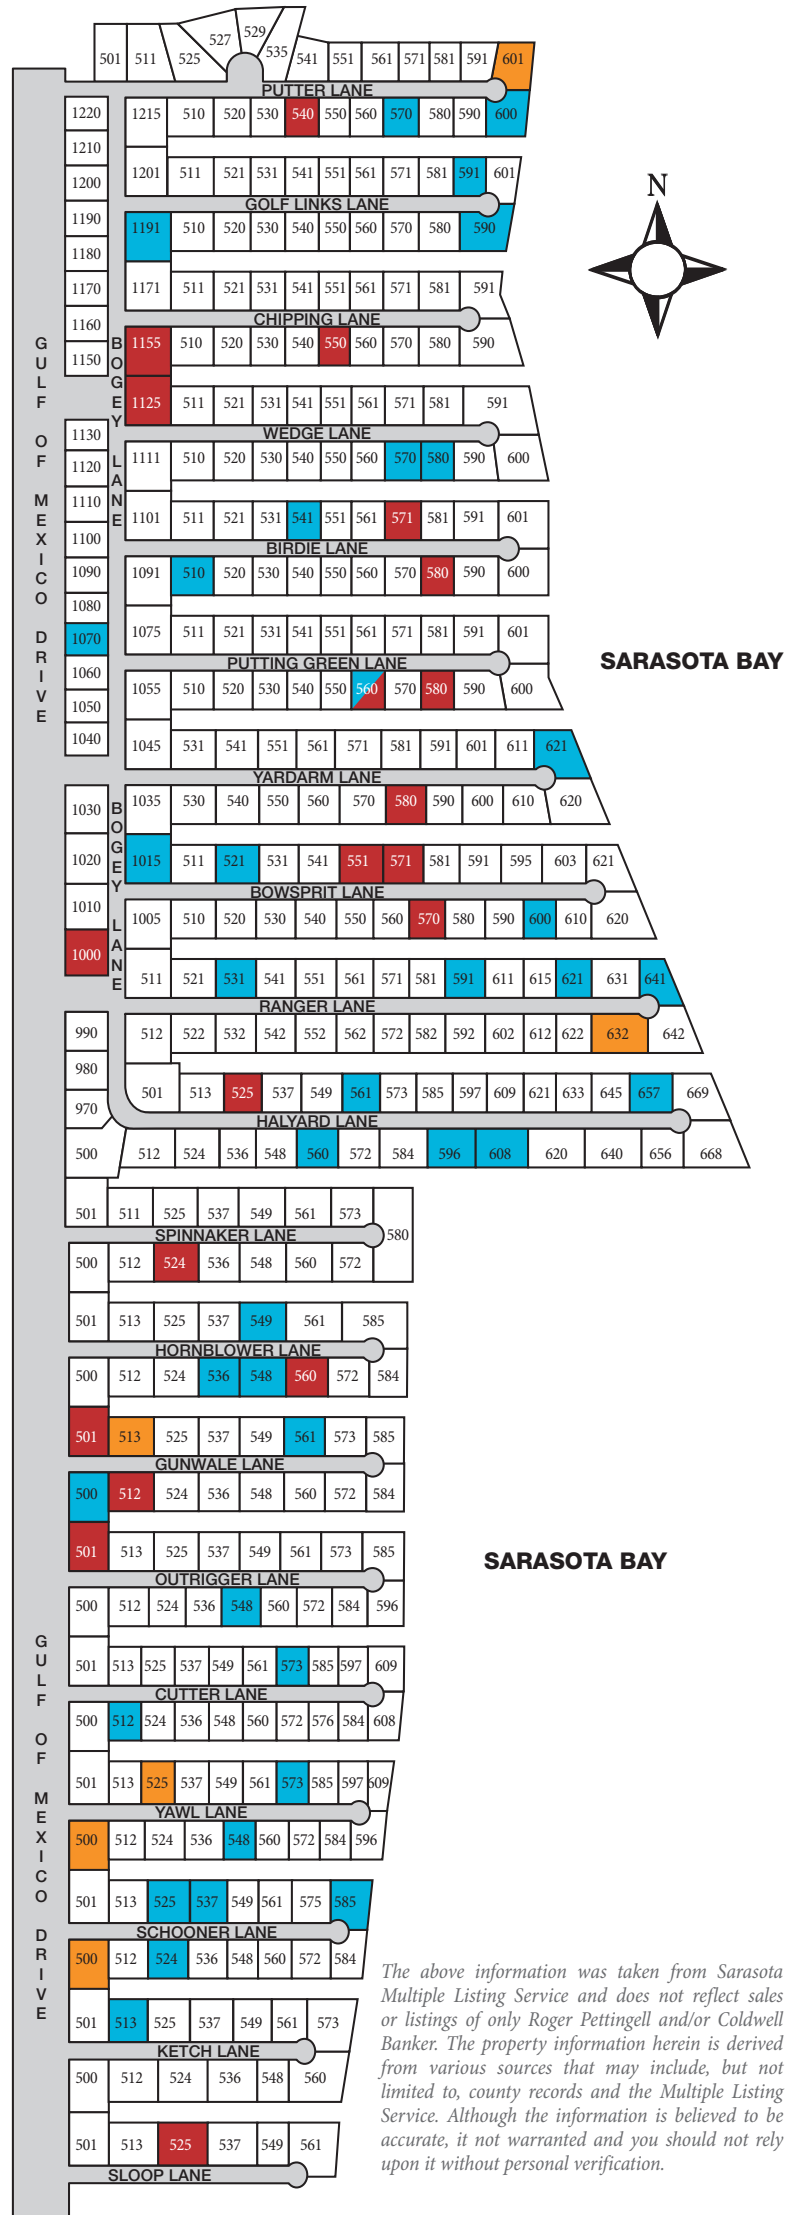 501 511 525 527 529 535 541 551 561 571 581 591 601
PUTTER LANE
1220 1215 510 520 530 540 550 560 570 580 590 600
1210
1201 511 521 531 541 551 561 571 581 591 601
1200
GOLF LINKS LANE
1190 1191 510 520 530 540 550 560 570 580 590
1180
1170 1171 511 521 531 541 551 561 571 581 591
CHIPPING LANE
1160
1150 1155 510 520 530 540 550 560 570 580 590
1125 511 521 531 541 551 561 571 581 591
WEDGE LANE
1130
1120 1111 510 520 530 540 550 560 570 580 590 600
1110 1101 511 521 531 541 551 561 571 581 591 601
1100
BIRDIE LANE
1090 1091 510 520 530 540 550 560 570 580 590 600
1080
1070 1075 511 521 531 541 551 561 571 581 591 601
PUTTING GREEN LANE
1060
1050 1055 510 520 530 540 550 560 570 580 590 600
1040 1045 531 541 551 561 571 581 591 601 611 621
YARDARM LANE
1030 1035 530 540 550 560 570 580 590 600 610 620
1020 1015 511 521 531 541 551 571 581 591 595 603 621
BOWSPRIT LANE
1010 1005 510 520 530 540 550 560 570 580 590 600 610 620
1000 511 521 531 541 551 561 571 581 591 611 615 621 631 641
RANGER LANE
990 512 522 532 542 552 562 572 582 592 602 612 622 632 642
980
970 501 513 525 537 549 561 573 585 597 609 621 633 645 657 669
HALYARD LANE
500 512 524 536 548 560 572 584 596 608 620 640 656 668
501 511 525 537 549 561 573
SPINNAKER LANE 580
500 512 524 536 548 560 572
501 513 525 537 549 561 585
HORNBLOWER LANE
500 512 524 536 548 560 572 584
501 513 525 537 549 561 573 585
GUNWALE LANE
500 512 524 536 548 560 572 584
501 513 525 537 549 561 573 585
OUTRIGGER LANE
500 512 524 536 548 560 572 584 596
501 513 525 537 549 561 573 585 597 609
CUTTER LANE
500 512 524 536 548 560 572 576 584 608
501 513 525 537 549 561 573 585 597 609
YAWL LANE
500 512 524 536 548 560 572 584 596
501 513 525 537 549 561 575 585
SCHOONER LANE
500 512 524 536 548 560 572 584
501 513 525 537 549 561 573
KETCH LANE
500 512 524 536 548 560
501 513 525 537 549 561
SLOOP LANE
GULF OF MEXICO DRIVE
BOGEY LANE
BOGEY LANE
GULF OF MEXICO DRIVE
N
SARASOTA BAY
SARASOTA BAY
The above information was taken from Sarasota
Multiple Listing Service and does not reflect sales
or listings of only Roger Pettingell and/or Coldwell
Banker. The property information herein is derived
from various sources that may include, but not
limited to, county records and the Multiple Listing
Service. Although the information is believed to be
accurate, it not warranted and you should not rely
upon it without personal verification.